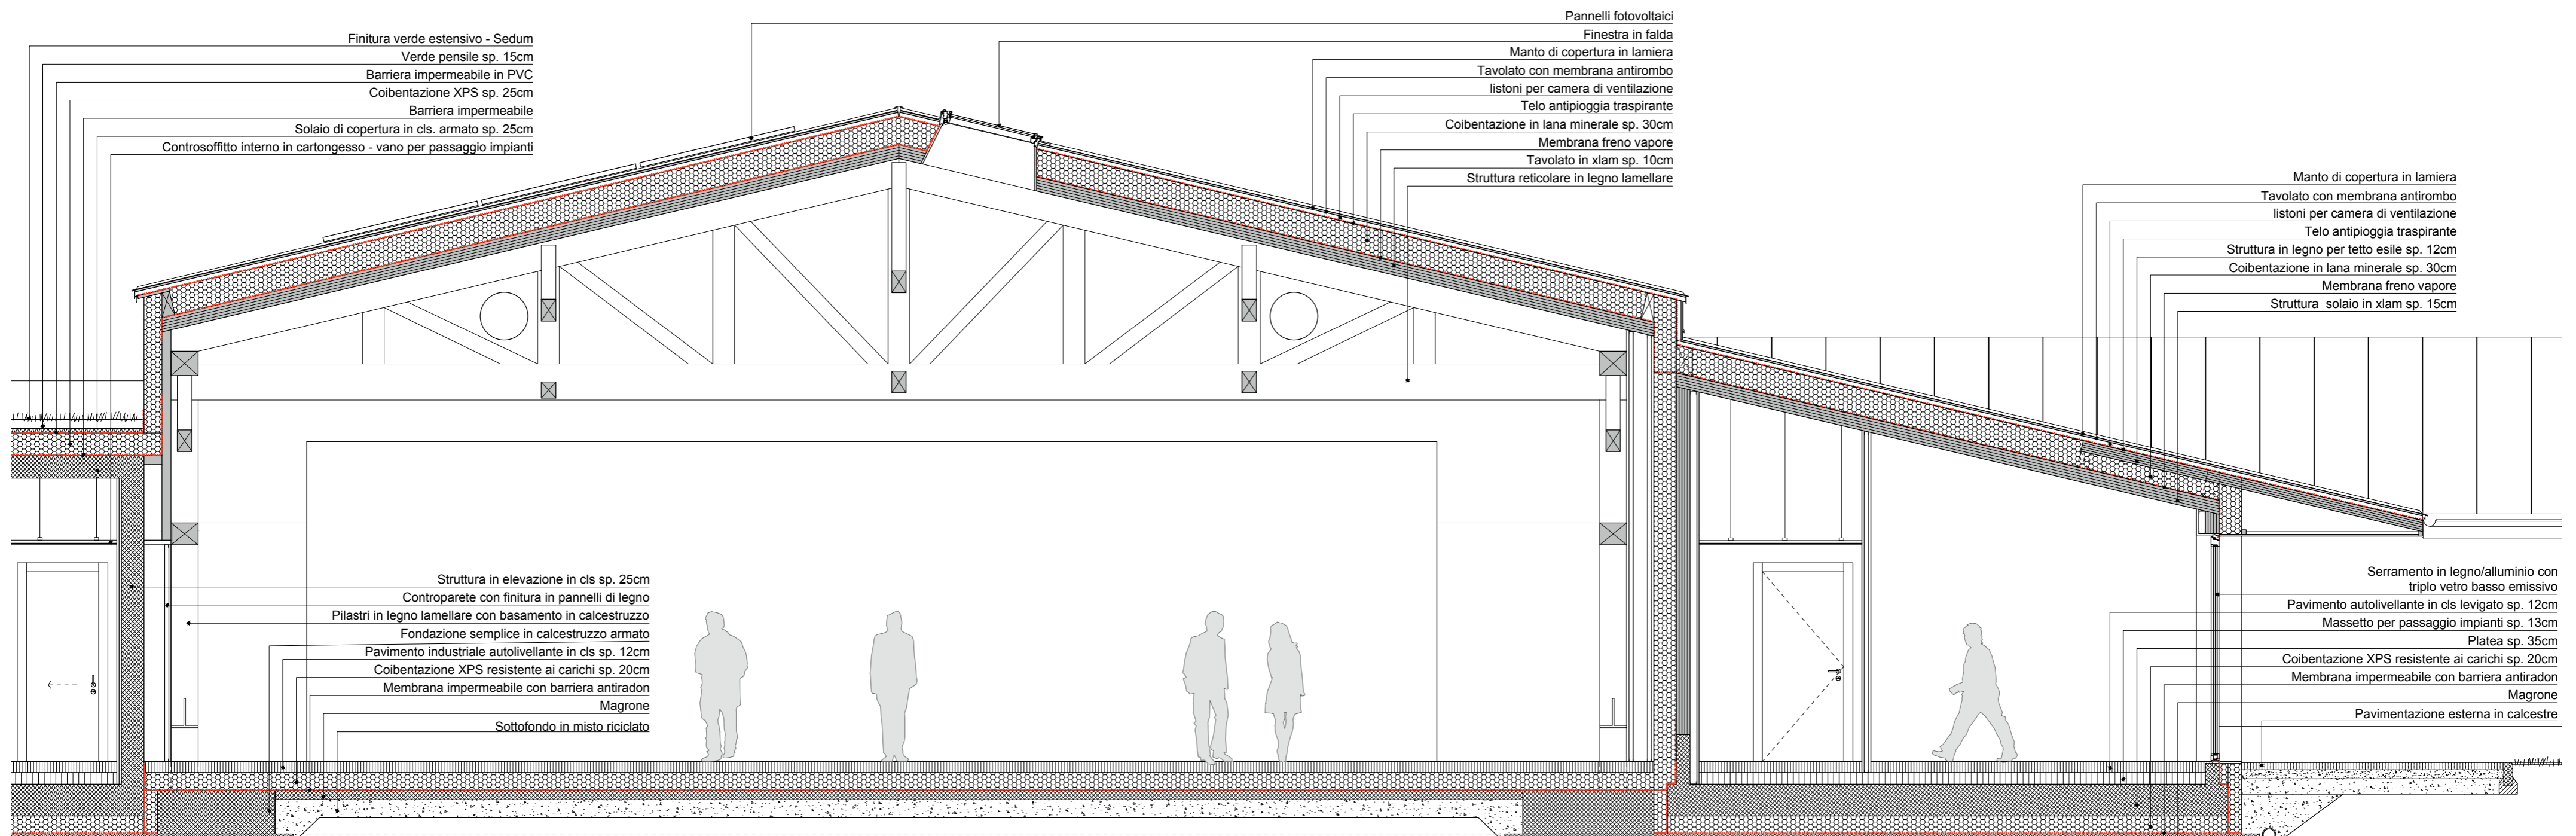 Finitura verde estensivo - Sedum
Verde pensile sp. 15cm
Barriera impermeabile in PVC
Coibentazione XPS sp. 25cm
Barriera impermeabile
Solaio di copertura in cls. armato sp. 25cm
Controsoffitto interno in cartongesso - vano per passaggio impianti
Pannelli fotovoltaici
Finestra in falda
Manto di copertura in lamiera
Tavolato con membrana antirombo
listoni per camera di ventilazione
Telo antipioggia traspirante
Coibentazione in lana minerale sp. 30cm
Membrana freno vapore
Tavolato in xlam sp. 10cm
Struttura reticolare in legno lamellare
Manto di copertura in lamiera
Tavolato con membrana antirombo
listoni per camera di ventilazione
Telo antipioggia traspirante
Struttura in legno per tetto esile sp. 12cm
Coibentazione in lana minerale sp. 30cm
Membrana freno vapore
Struttura solaio in xlam sp. 15cm
Struttura in elevazione in cls sp. 25cm
Controparete con finitura in pannelli di legno
Pilastri in legno lamellare con basamento in calcestruzzo
Fondazione semplice in calcestruzzo armato
Pavimento industriale autolivellante in cls sp. 12cm
Coibentazione XPS resistente ai carichi sp. 20cm
Membrana impermeabile con barriera antiradon
Magrone
Sottofondo in misto riciclato
Serramento in legno/alluminio con
triplo vetro basso emissivo
Pavimento autolivellante in cls levigato sp. 12cm
Massetto per passaggio impianti sp. 13cm
Platea sp. 35cm
Coibentazione XPS resistente ai carichi sp. 20cm
Membrana impermeabile con barriera antiradon
Magrone
Pavimentazione esterna in calcestre